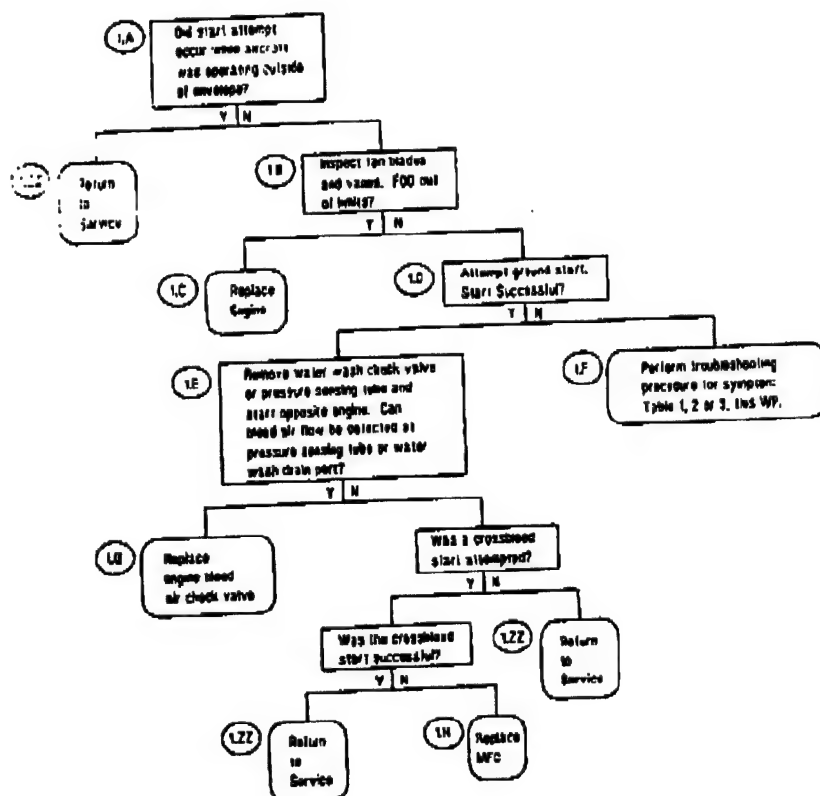 1.A
Did start attempt
occur when aircraft
was operating outside
of envelope?
Y N
Return
to
Service
1.B
Inspect fan blades
and vanes. FOD out
of limits?
Y N
1.C
Replace
Engine
1.D
Attempt ground start.
Start Successful?
Y N
1.E
Remove water wash check valve
or pressure sensing tube and
start opposite engine. Can
bleed air flow be detected at
pressure sensing tube or water
wash drain port?
Y N
1.F
Perform troubleshooting
procedure for symptom:
Table 1, 2 or 3, this WP.
1.G
Replace
engine bleed
air check valve
Was a crossbleed
start attempted?
Y N
Was the crossbleed
start successful?
Y N
1.ZZ
Return
to
Service
1.ZZ
Return
to
Service
1.H
Replace
MFC